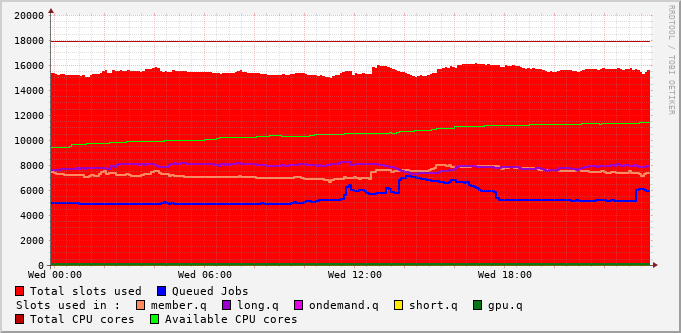 20000
18000
16000
14000
12000
10000
8000
6000
4000
2000
0
Wed 00:00 Wed 06:00 Wed 12:00 Wed 18:00
RRDTOOL / TOBI OETIKER
Total slots used Queued Jobs
Slots used in : member.q long.q ondemand.q short.q gpu.q
Total CPU cores Available CPU cores